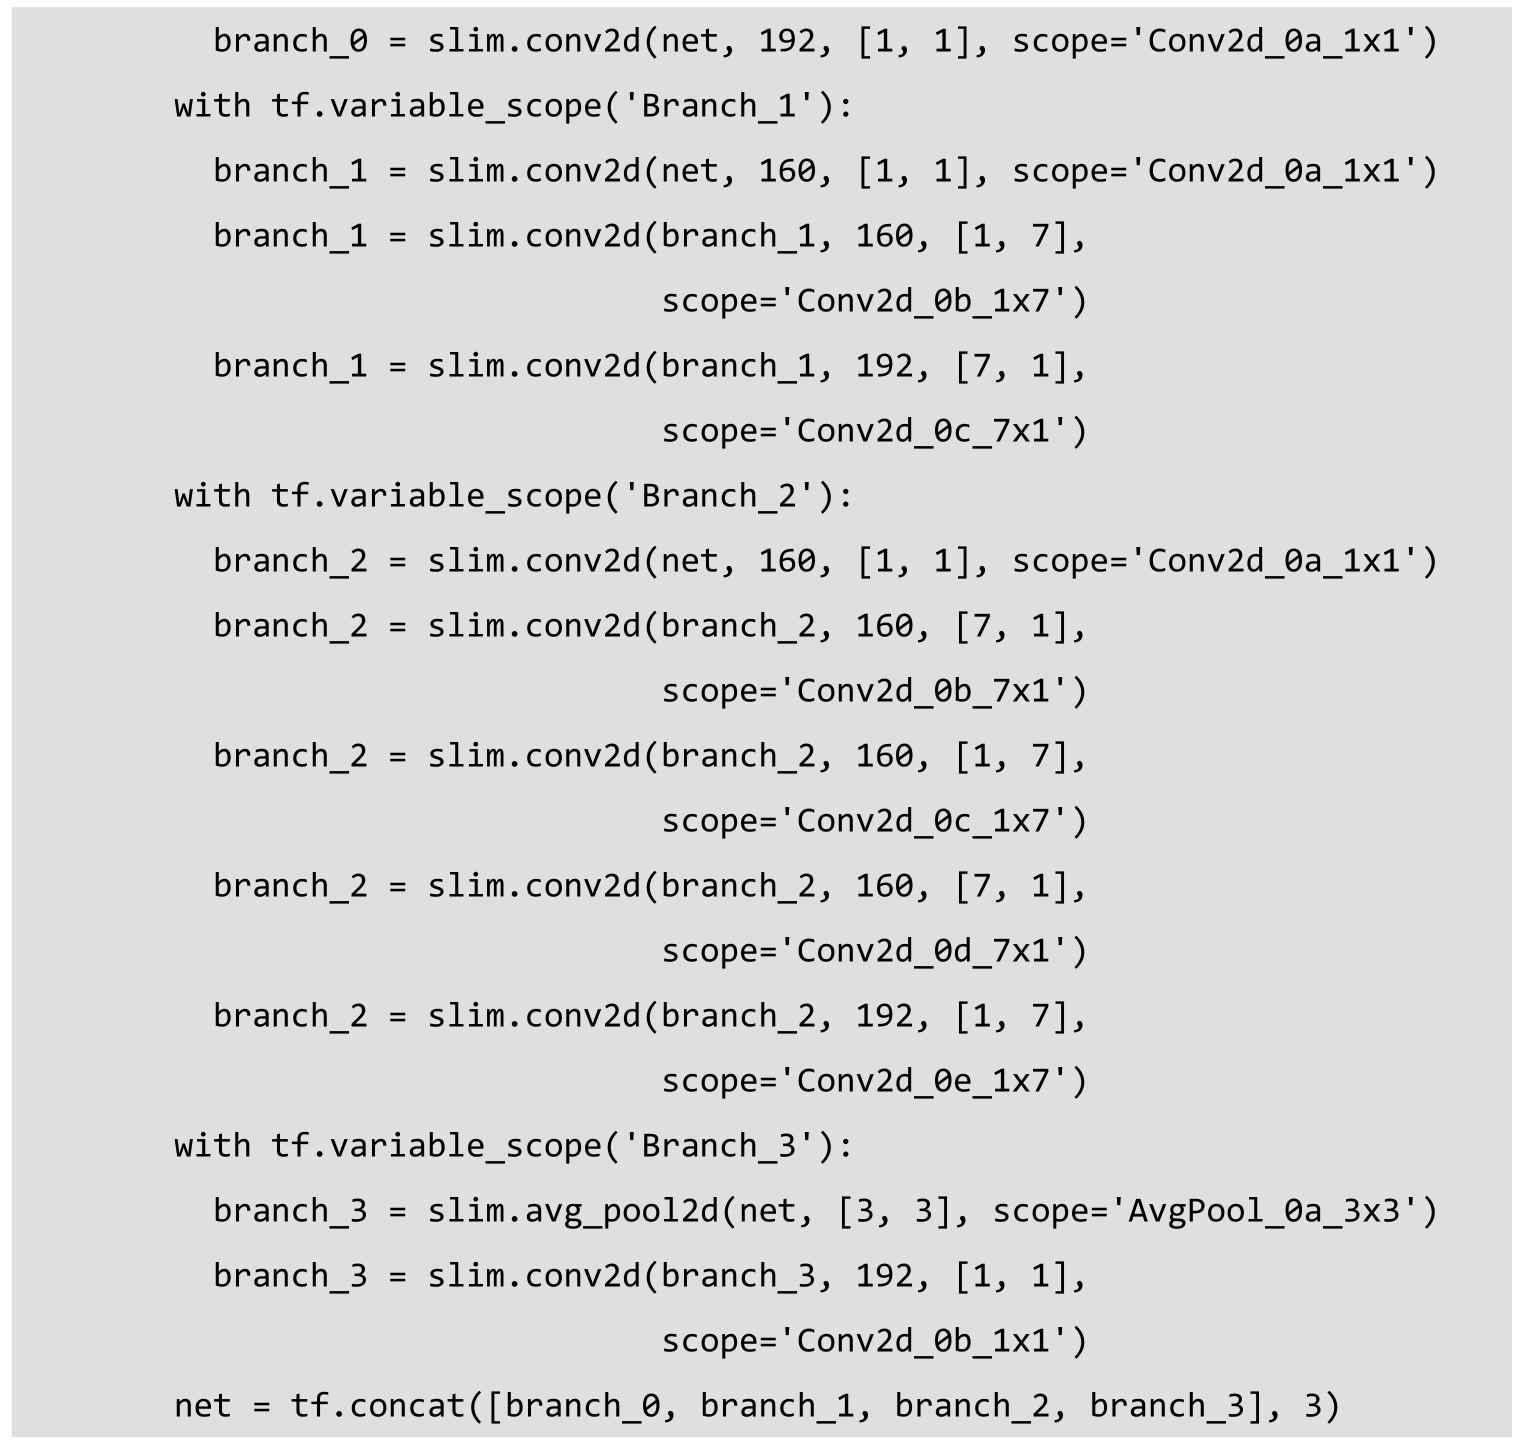 branch_0 = slim.conv2d(net, 192, [1, 1], scope='Conv2d_0a_1x1')
with tf.variable_scope('Branch_1'):
branch_1 = slim.conv2d(net, 160, [1, 1], scope='Conv2d_0a_1x1')
branch_1 = slim.conv2d(branch_1, 160, [1, 7],
scope='Conv2d_0b_1x7')
branch_1 = slim.conv2d(branch_1, 192, [7, 1],
scope='Conv2d_0c_7x1')
with tf.variable_scope('Branch_2'):
branch_2 = slim.conv2d(net, 160, [1, 1], scope='Conv2d_0a_1x1')
branch_2 = slim.conv2d(branch_2, 160, [7, 1],
scope='Conv2d_0b_7x1')
branch_2 = slim.conv2d(branch_2, 160, [1, 7],
scope='Conv2d_0c_1x7')
branch_2 = slim.conv2d(branch_2, 160, [7, 1],
scope='Conv2d_0d_7x1')
branch_2 = slim.conv2d(branch_2, 192, [1, 7],
scope='Conv2d_0e_1x7')
with tf.variable_scope('Branch_3'):
branch_3 = slim.avg_pool2d(net, [3, 3], scope='AvgPool_0a_3x3')
branch_3 = slim.conv2d(branch_3, 192, [1, 1],
scope='Conv2d_0b_1x1')
net = tf.concat([branch_0, branch_1, branch_2, branch_3], 3)